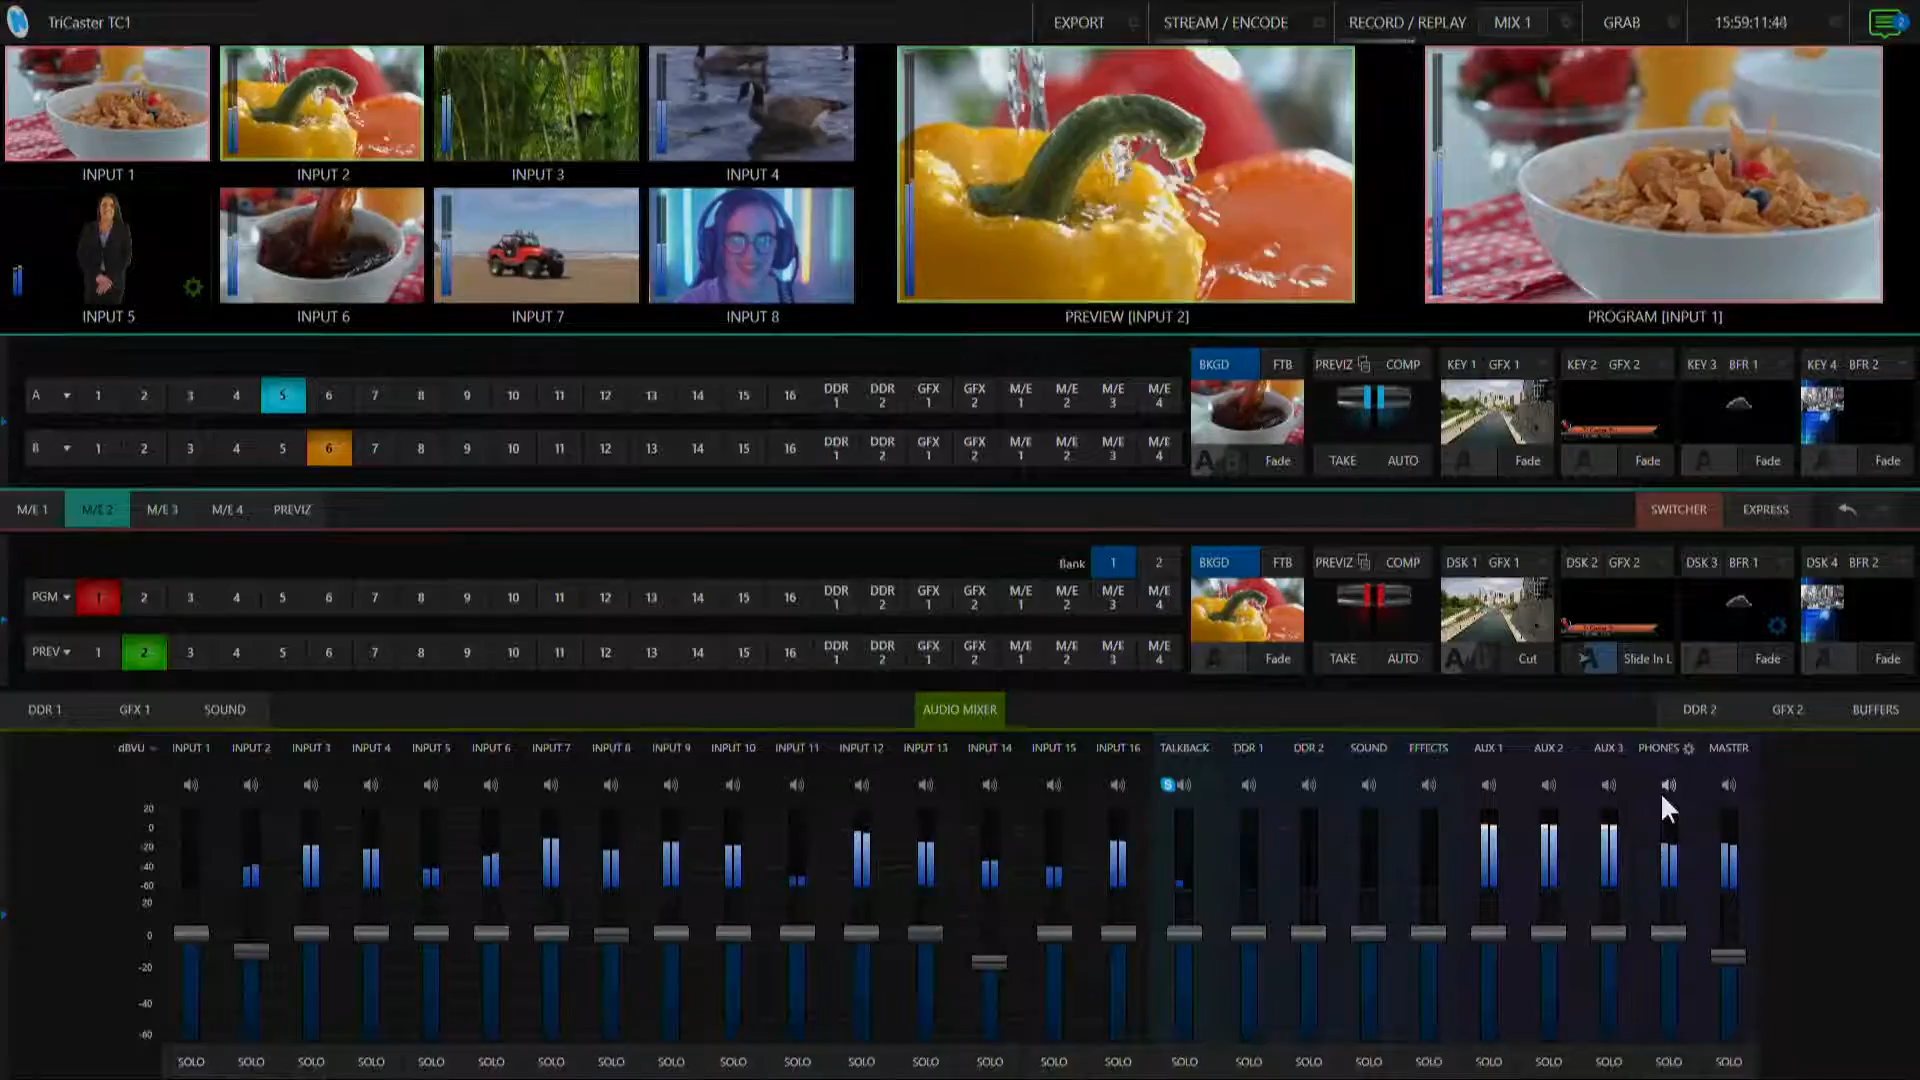 TriCaster TC1
EXPORT
STREAM / ENCODE
RECORD / REPLAY
MIX 1
GRAB
15:59:11:44
2
INPUT 1
INPUT 2
INPUT 3
INPUT 4
INPUT 5
INPUT 6
INPUT 7
INPUT 8
PREVIEW [INPUT 2]
PROGRAM [INPUT 1]
BKGD FTB PREVIZ COMP KEY 1 GFX 1 KEY 2 GFX 2 KEY 3 BFR 1 KEY 4 BFR 2
A 1 2 3 4 5 6 7 8 9 10 11 12 13 14 15 16 DDR 1 DDR 2 GFX 1 GFX 2 M/E 1 M/E 2 M/E 3 M/E 4
B 1 2 3 4 5 6 7 8 9 10 11 12 13 14 15 16 DDR 1 DDR 2 GFX 1 GFX 2 M/E 1 M/E 2 M/E 3 M/E 4
Fade TAKE AUTO Fade Fade Fade Fade
M/E 1 M/E 2 M/E 3 M/E 4 PREVIZ SWITCHER EXPRESS
Bank 1 2 BKGD FTB PREVIZ COMP DSK 1 GFX 1 DSK 2 GFX 2 DSK 3 BFR 1 DSK 4 BFR 2
PGM 1 2 3 4 5 6 7 8 9 10 11 12 13 14 15 16 DDR 1 DDR 2 GFX 1 GFX 2 M/E 1 M/E 2 M/E 3 M/E 4
PREV 1 2 3 4 5 6 7 8 9 10 11 12 13 14 15 16 DDR 1 DDR 2 GFX 1 GFX 2 M/E 1 M/E 2 M/E 3 M/E 4
Fade TAKE AUTO Cut Slide In L Fade Fade
DDR 1 GFX 1 SOUND AUDIO MIXER DDR 2 GFX 2 BUFFERS
dBVU INPUT 1 INPUT 2 INPUT 3 INPUT 4 INPUT 5 INPUT 6 INPUT 7 INPUT 8 INPUT 9 INPUT 10 INPUT 11 INPUT 12 INPUT 13 INPUT 14 INPUT 15 INPUT 16 TALKBACK DDR 1 DDR 2 SOUND EFFECTS AUX 1 AUX 2 AUX 3 PHONES MASTER
20
0
-20
-40
-60
20
0
-20
-40
-60
SOLO SOLO SOLO SOLO SOLO SOLO SOLO SOLO SOLO SOLO SOLO SOLO SOLO SOLO SOLO SOLO SOLO SOLO SOLO SOLO SOLO SOLO SOLO SOLO SOLO SOLO